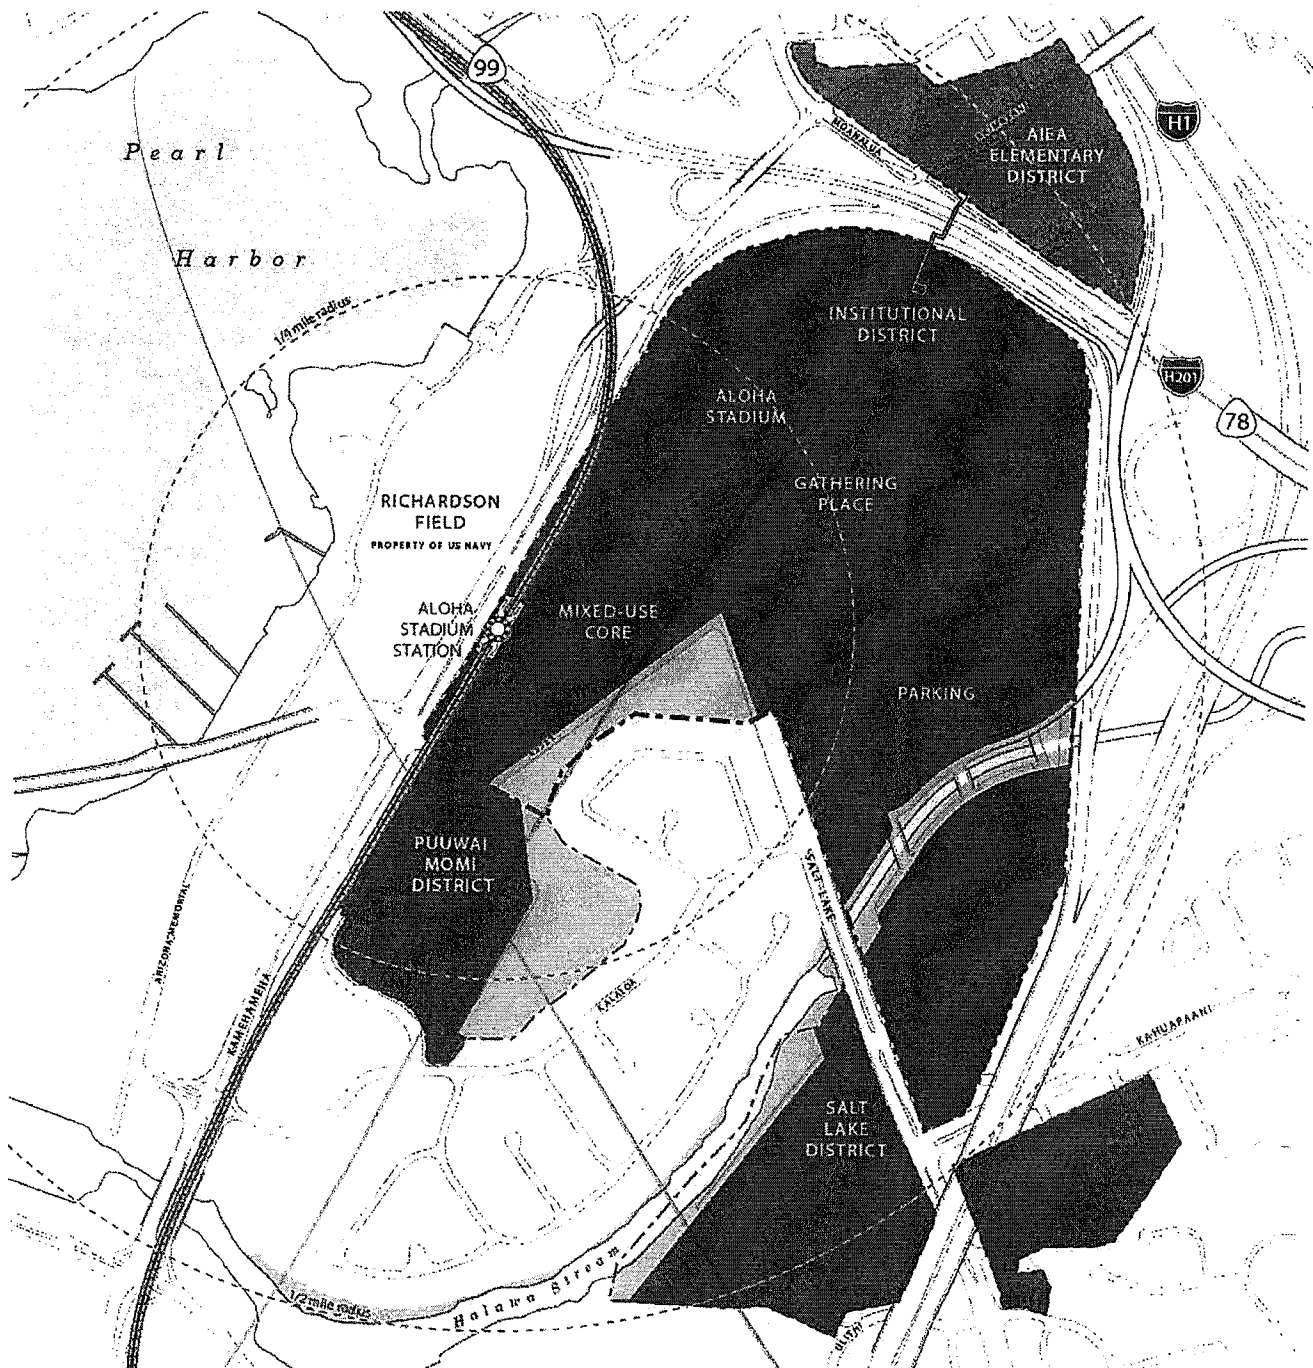 99
H1
Pearl
MOANALUA
AIEA
ELEMENTARY
DISTRICT
Harbor
1/4 mile radius
INSTITUTIONAL
DISTRICT
H201
ALOHA
STADIUM
78
GATHERING
PLACE
RICHARDSON
FIELD
PROPERTY OF US NAVY
ALOHA
STADIUM
STATION
MIXED-USE
CORE
PARKING
PUUWAI
MOMI
DISTRICT
SALT LAKE
ARIZONA MEMORIAL
KAMEHAMEHA
KALALOA
KAHUAPAANI
SALT
LAKE
DISTRICT
Halawa Stream
1/2 mile radius
ULUNE